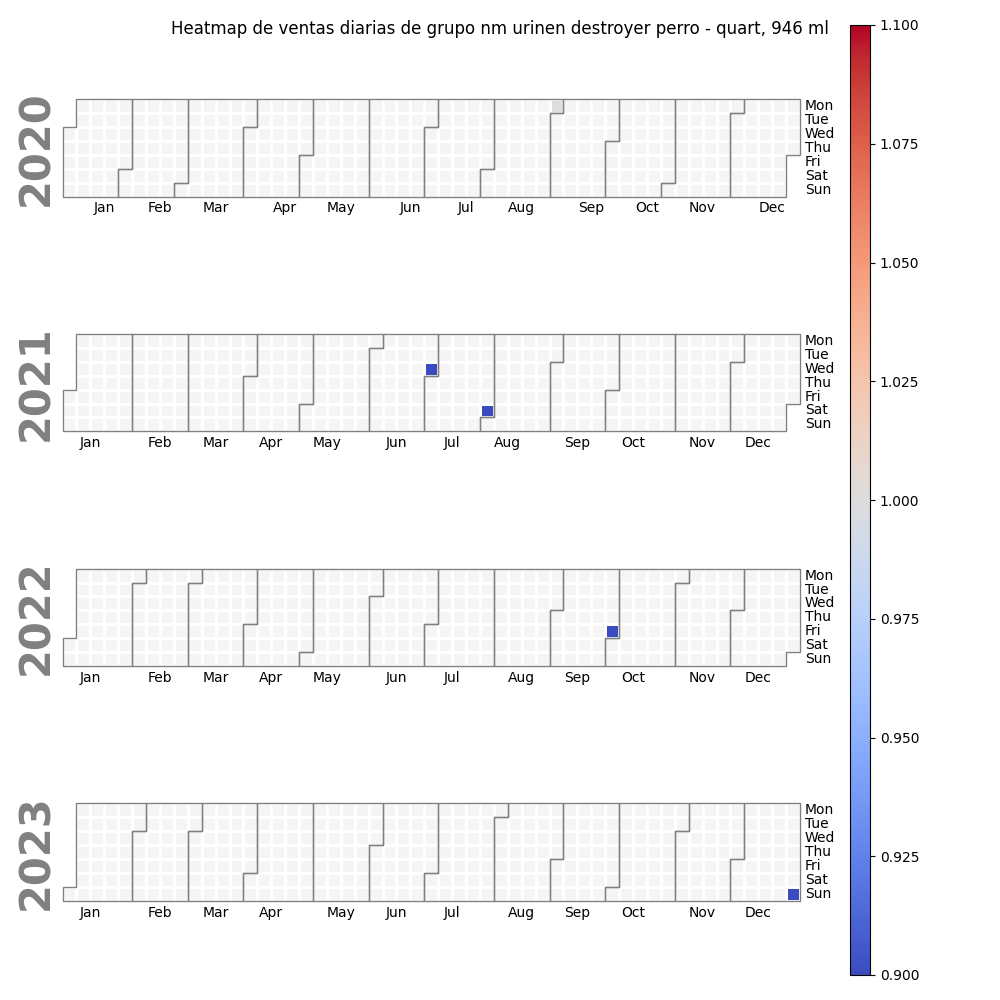 Heatmap de ventas diarias de grupo nm urinen destroyer perro - quart, 946 ml
2020
Mon
Tue
Wed
Thu
Fri
Sat
Sun
Jan Feb Mar Apr May Jun Jul Aug Sep Oct Nov Dec
2021
Mon
Tue
Wed
Thu
Fri
Sat
Sun
Jan Feb Mar Apr May Jun Jul Aug Sep Oct Nov Dec
2022
Mon
Tue
Wed
Thu
Fri
Sat
Sun
Jan Feb Mar Apr May Jun Jul Aug Sep Oct Nov Dec
2023
Mon
Tue
Wed
Thu
Fri
Sat
Sun
Jan Feb Mar Apr May Jun Jul Aug Sep Oct Nov Dec
1.100
1.075
1.050
1.025
1.000
0.975
0.950
0.925
0.900